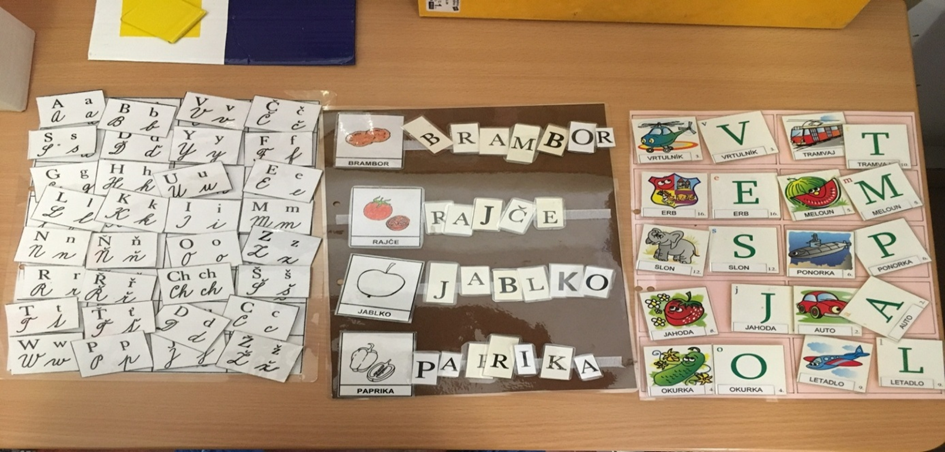 A a
B b
V v
Č č
S s
D d
Y y
F f
G g
H h
U u
E e
L l
K k
I i
M m
N n
Ň ň
O o
Z z
R r
Ř ř
Ch ch
Š š
T t
Ť ť
Ď ď
C c
W w
P p
J j
Ž ž
BRAMBOR
BRAMBOR
RAJČE
RAJČE
JABLKO
JABLKO
PAPRIKA
PAPRIKA
VRTULNÍK
V
VRTULNÍK
TRAMVAJ
T
TRAMVAJ
ERB
E
ERB
MELOUN
M
MELOUN
SLON
S
SLON
PONORKA
P
PONORKA
JAHODA
J
JAHODA
AUTO
A
AUTO
OKURKA
O
OKURKA
LETADLO
L
LETADLO